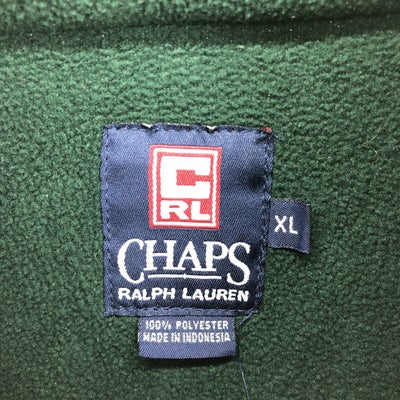 C
RL
CHAPS
RALPH LAUREN
XL
100% POLYESTER
MADE IN INDONESIA